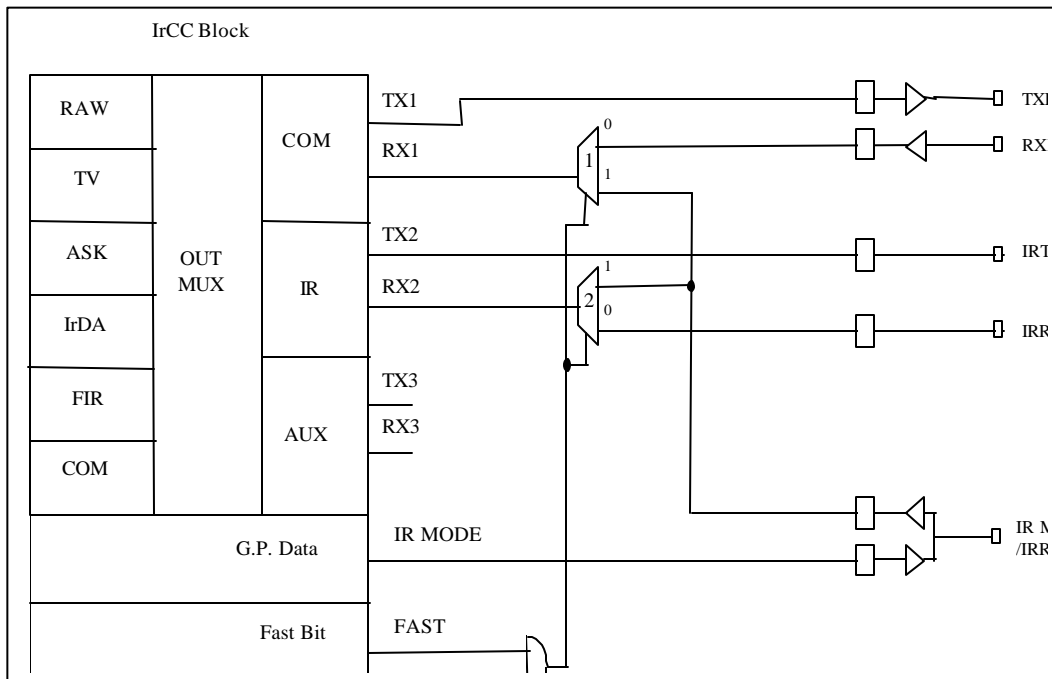 IrCC Block
RAW
TV
ASK
IrDA
FIR
COM
OUT
MUX
COM
IR
AUX
G.P. Data
Fast Bit
TX1
RX1
TX2
RX2
TX3
RX3
IR MODE
FAST
0
1
1
1
2
0
RX
IRT
IRR
IR M
/IRR